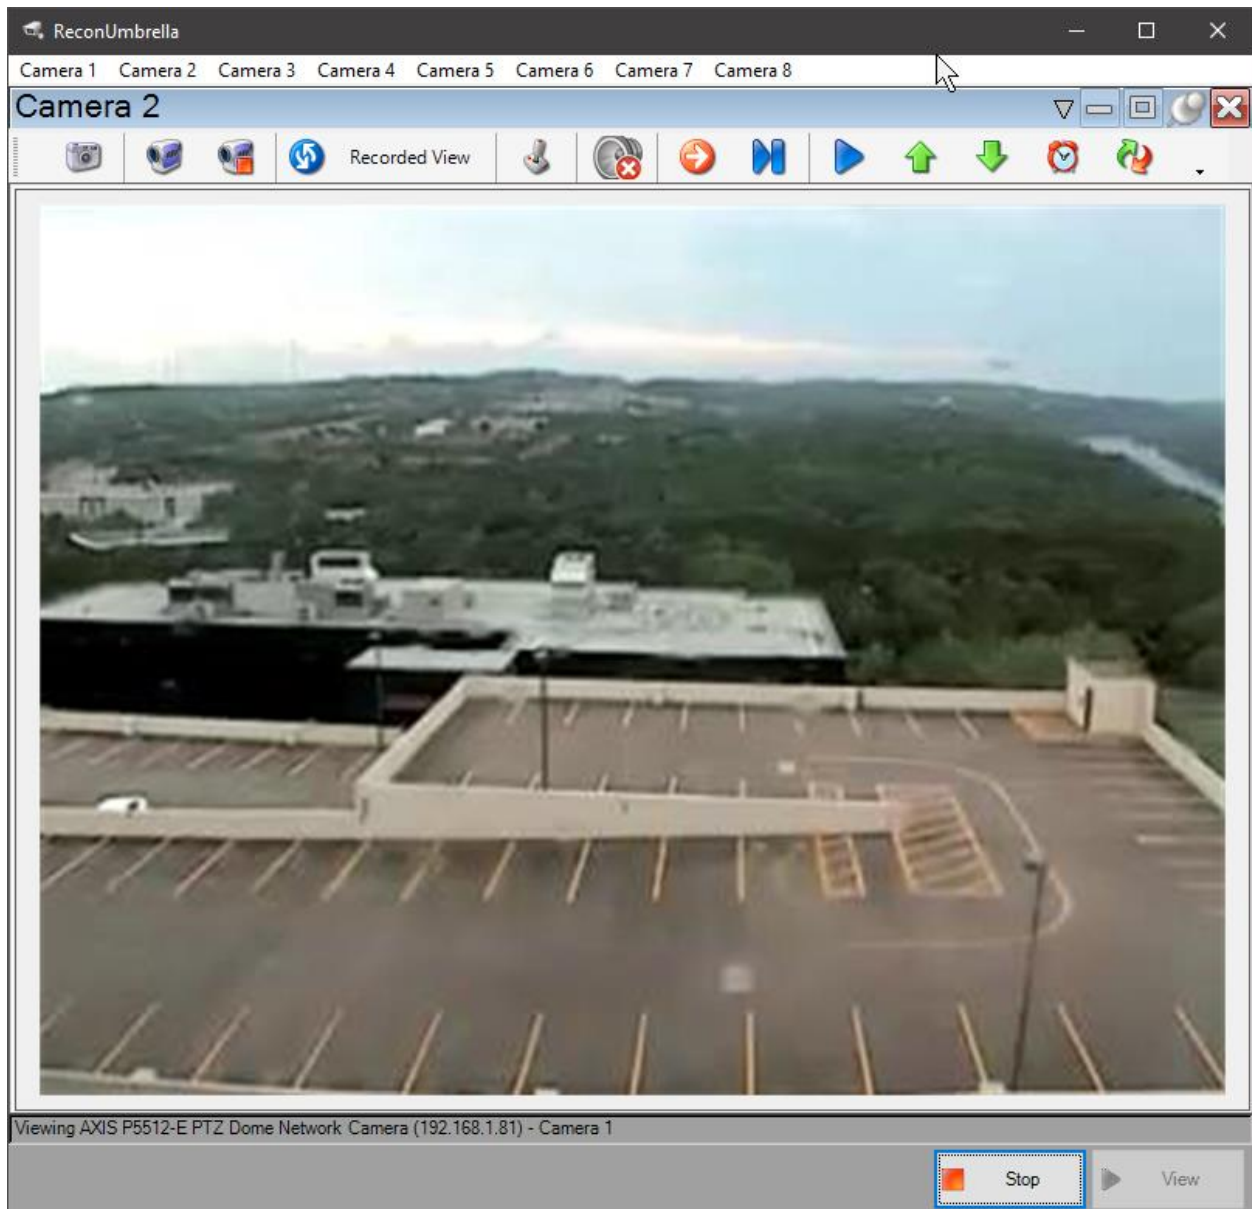 ReconUmbrella
Camera 1 Camera 2 Camera 3 Camera 4 Camera 5 Camera 6 Camera 7 Camera 8
Camera 2
Recorded View
Viewing AXIS P5512-E PTZ Dome Network Camera (192.168.1.81) - Camera 1
Stop View